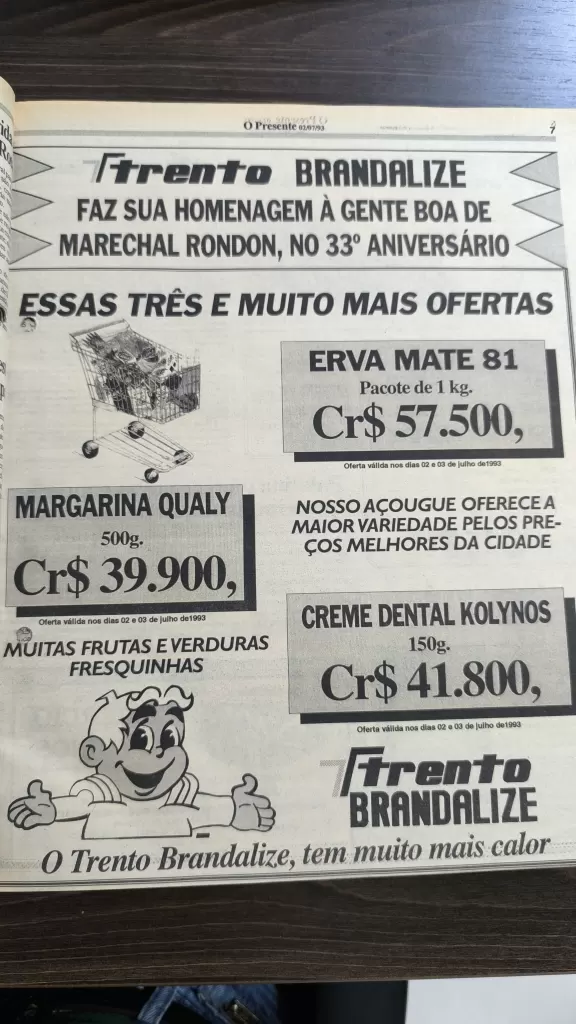 O Presente 02/07/93
7
trento BRANDALIZE
FAZ SUA HOMENAGEM À GENTE BOA DE
MARECHAL RONDON, NO 33º ANIVERSÁRIO
ESSAS TRÊS E MUITO MAIS OFERTAS
ERVA MATE 81
Pacote de 1 kg.
Cr$ 57.500,
Oferta válida nos dias 02 e 03 de julho de1993
MARGARINA QUALY
500g.
Cr$ 39.900,
Oferta válida nos dias 02 e 03 de julho de1993
NOSSO AÇOUGUE OFERECE A
MAIOR VARIEDADE PELOS PRE-
ÇOS MELHORES DA CIDADE
CREME DENTAL KOLYNOS
150g.
Cr$ 41.800,
Oferta válida nos dias 02 e 03 de julho de1993
MUITAS FRUTAS E VERDURAS
FRESQUINHAS
trento
BRANDALIZE
O Trento Brandalize, tem muito mais calor